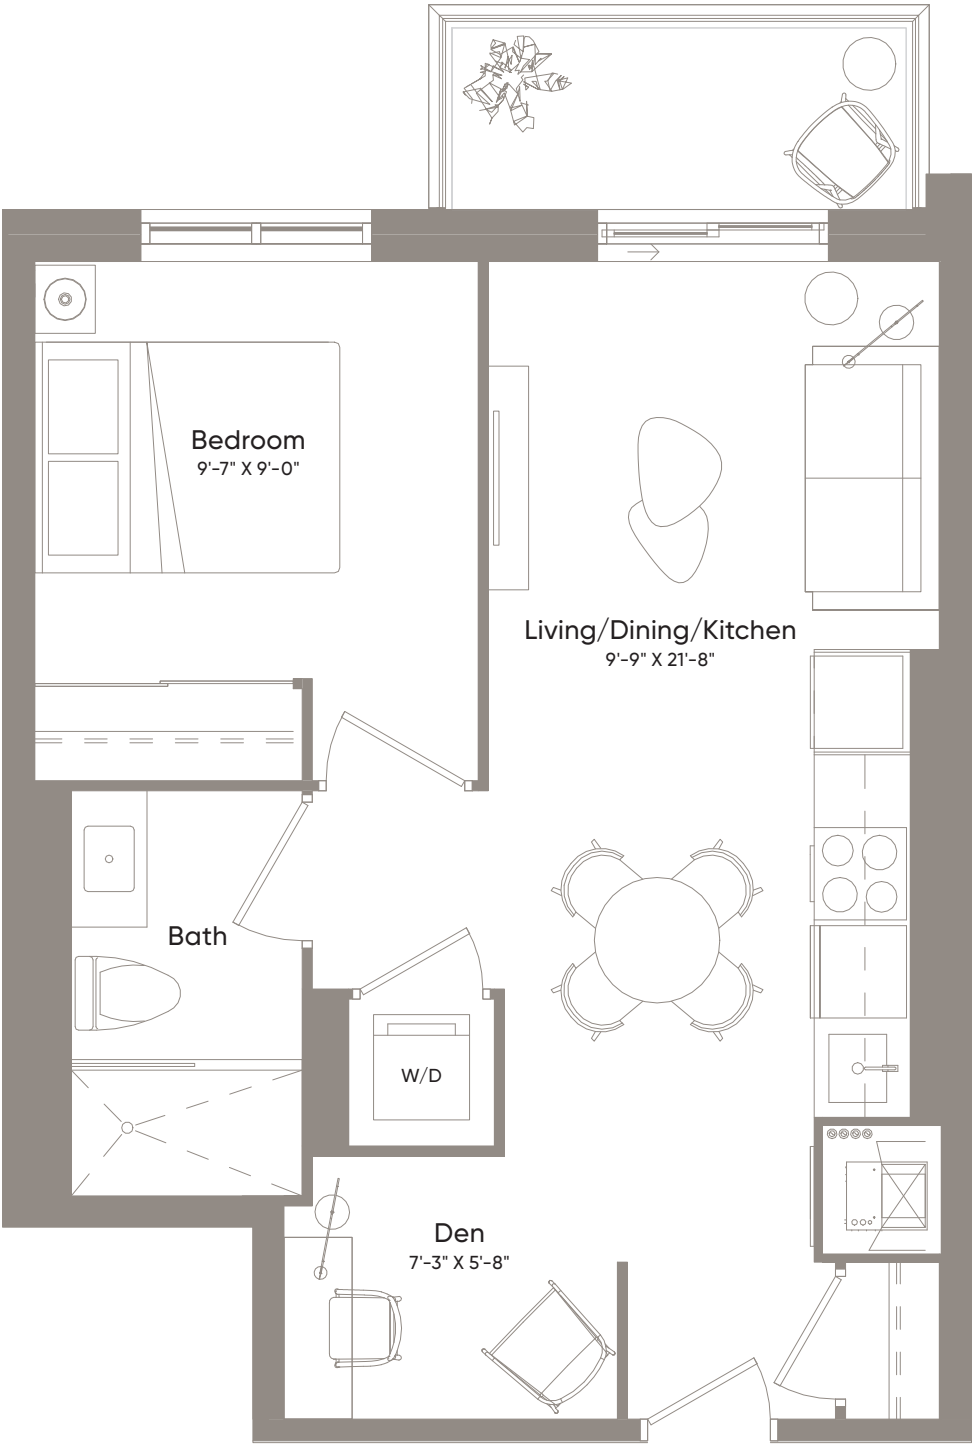 Bedroom
9'-7" X 9'-0"
Living/Dining/Kitchen
9'-9" X 21'-8"
Bath
W/D
Den
7'-3" X 5'-8"